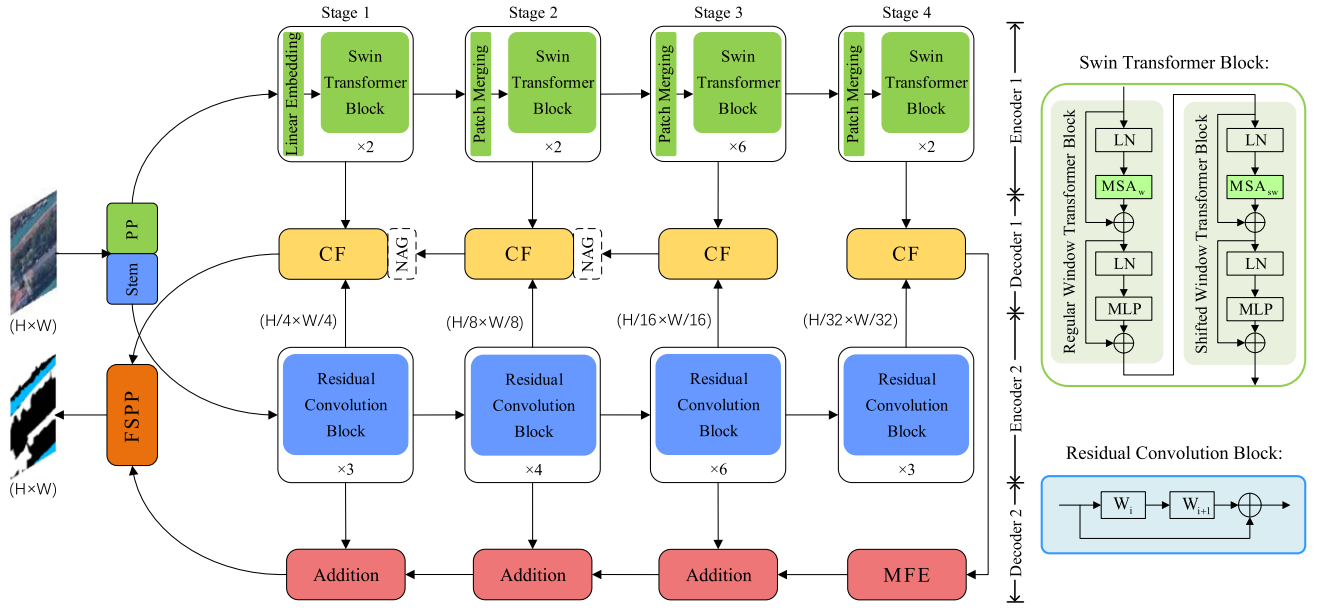 Stage 1
Stage 2
Stage 3
Stage 4
Linear Embedding
Swin
Transformer
Block
×2
Patch Merging
Swin
Transformer
Block
×2
Patch Merging
Swin
Transformer
Block
×6
Patch Merging
Swin
Transformer
Block
×2
PP
Stem
(H×W)
CF
NAG
CF
NAG
CF
CF
(H/4×W/4)
(H/8×W/8)
(H/16×W/16)
(H/32×W/32)
FSPP
(H×W)
Residual
Convolution
Block
×3
Residual
Convolution
Block
×4
Residual
Convolution
Block
×6
Residual
Convolution
Block
×3
Addition
Addition
Addition
MFE
Encoder 1
Decoder 1
Encoder 2
Decoder 2
Swin Transformer Block:
Regular Window Transformer Block
LN
MSAw
LN
MLP
Shifted Window Transformer Block
LN
MSAsw
LN
MLP
Residual Convolution Block:
Wi
Wi+1